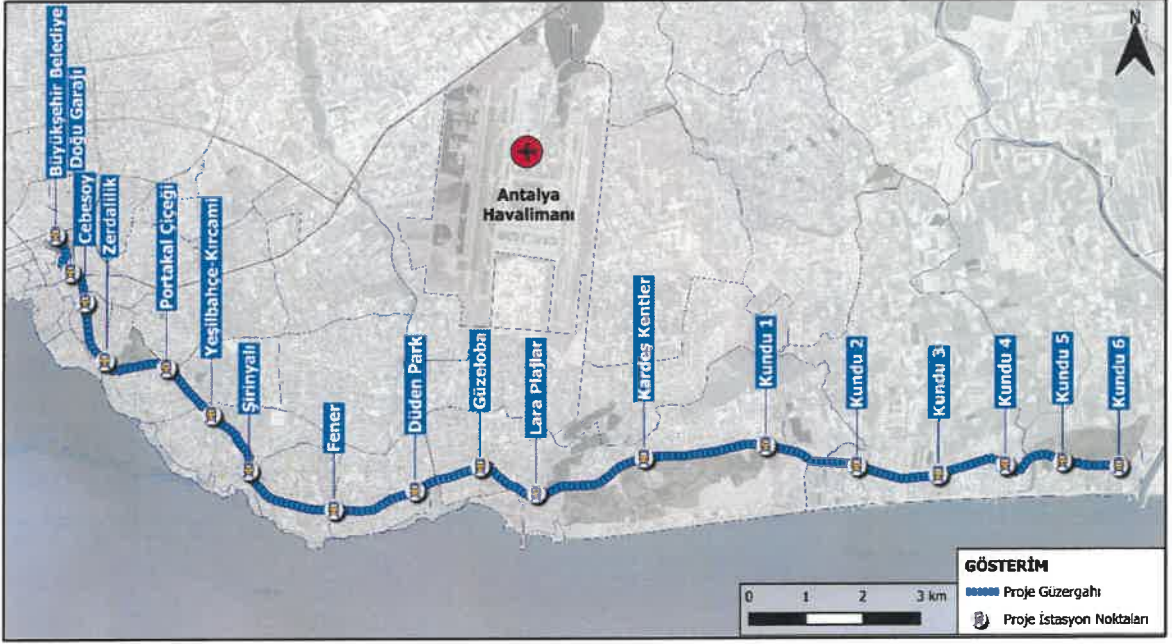 N
Büyükşehir Belediye
Doğu Garajı
Cebesoy
Zerdalilik
Portakal Çiçeği
Yeşilbahçe-Kırcami
Şirinyalı
Fener
Düden Park
Güzeloba
Lara Plajlar
Kardeş Kentler
Kundu 1
Kundu 2
Kundu 3
Kundu 4
Kundu 5
Kundu 6
Antalya
Havalimanı
0 1 2 3 km
GÖSTERİM
Proje Güzergahı
Proje İstasyon Noktaları